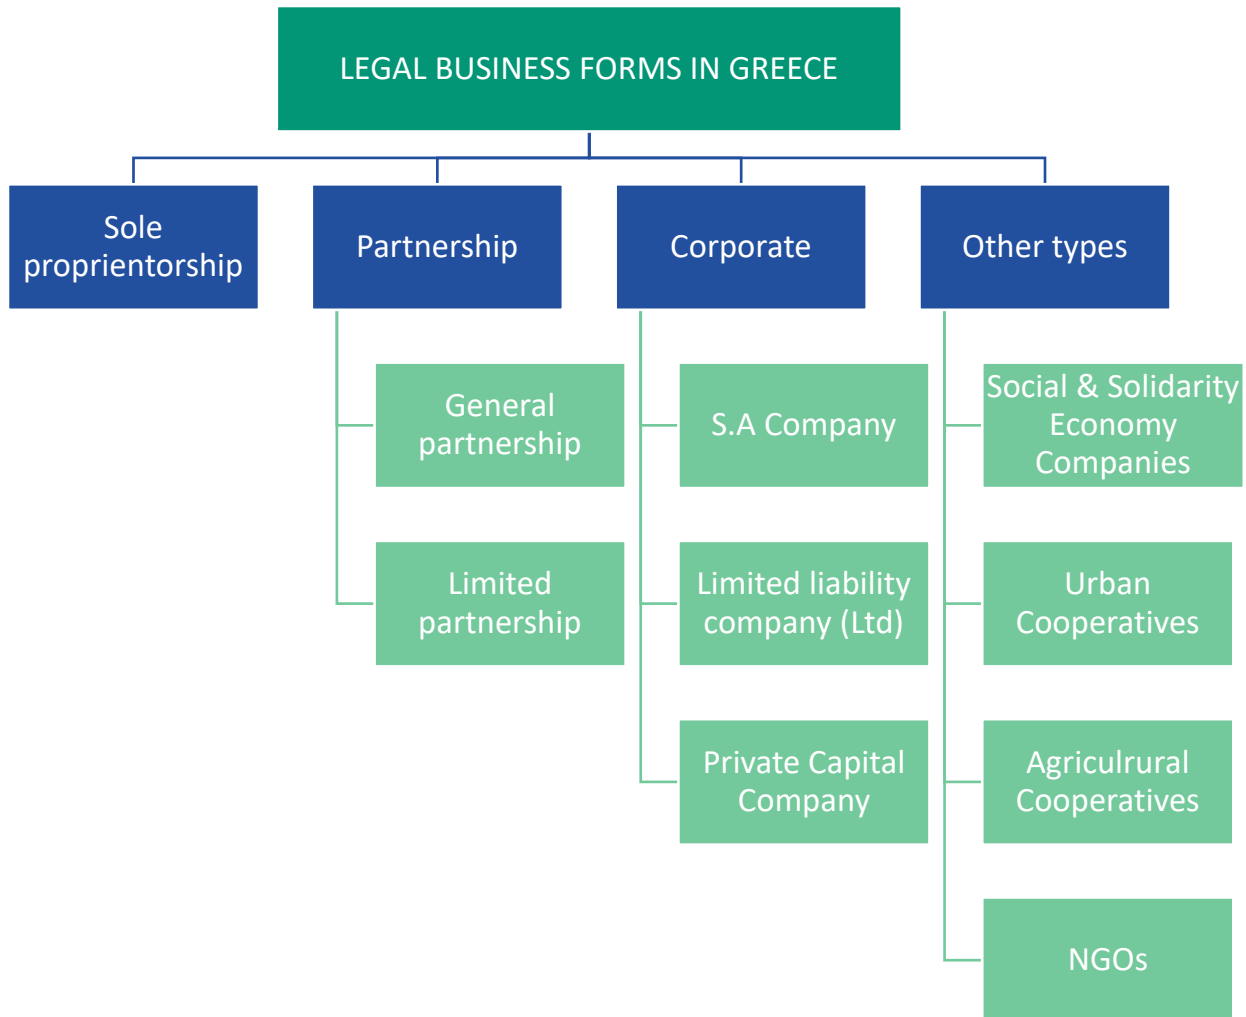 LEGAL BUSINESS FORMS IN GREECE
Sole
proprientorship
Partnership
Corporate
Other types
General
partnership
S.A Company
Social & Solidarity
Economy
Companies
Limited
partnership
Limited liability
company (Ltd)
Urban
Cooperatives
Private Capital
Company
Agriculrural
Cooperatives
NGOs